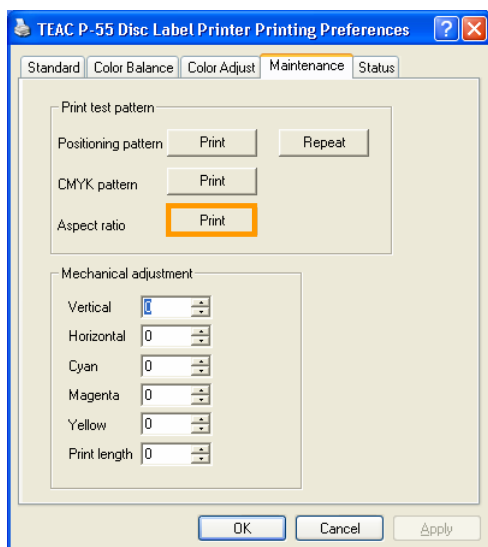 TEAC P-55 Disc Label Printer Printing Preferences
Standard Color Balance Color Adjust Maintenance Status
Print test pattern
Positioning pattern Print Repeat
CMYK pattern Print
Aspect ratio Print
Mechanical adjustment
Vertical 0
Horizontal 0
Cyan 0
Magenta 0
Yellow 0
Print length 0
OK Cancel Apply